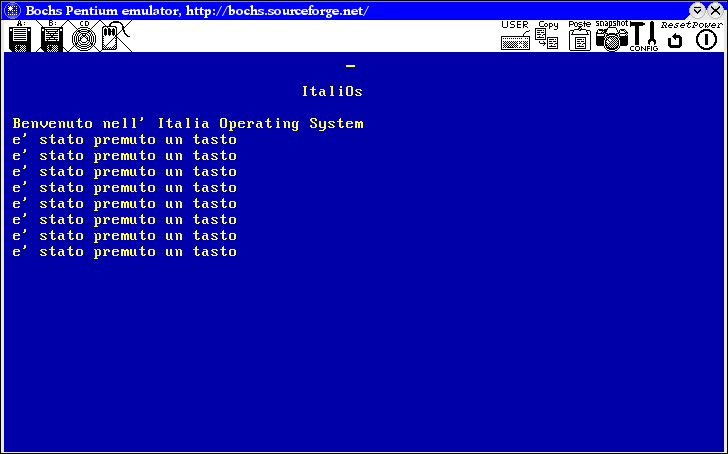 Bochs Pentium emulator, http://bochs.sourceforge.net/
A: B: CD USER Copy Paste snapshot CONFIG Reset Power
ItaliOs
Benvenuto nell' Italia Operating System
e' stato premuto un tasto
e' stato premuto un tasto
e' stato premuto un tasto
e' stato premuto un tasto
e' stato premuto un tasto
e' stato premuto un tasto
e' stato premuto un tasto
e' stato premuto un tasto